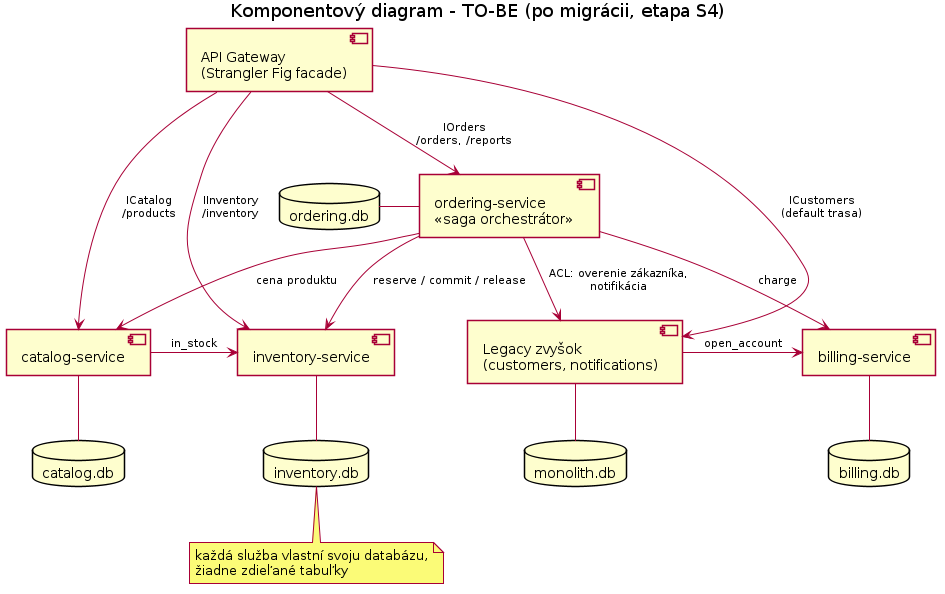 Komponentový diagram - TO-BE (po migrácii, etapa S4)
API Gateway
(Strangler Fig facade)
IOrders
/orders, /reports
ICatalog
/products
IInventory
/inventory
ICustomers
(default trasa)
ordering.db
ordering-service
«saga orchestrátor»
cena produktu
reserve / commit / release
ACL: overenie zákazníka,
notifikácia
charge
catalog-service
in_stock
inventory-service
Legacy zvyšok
(customers, notifications)
open_account
billing-service
catalog.db
inventory.db
monolith.db
billing.db
každá služba vlastní svoju databázu,
žiadne zdieľané tabuľky